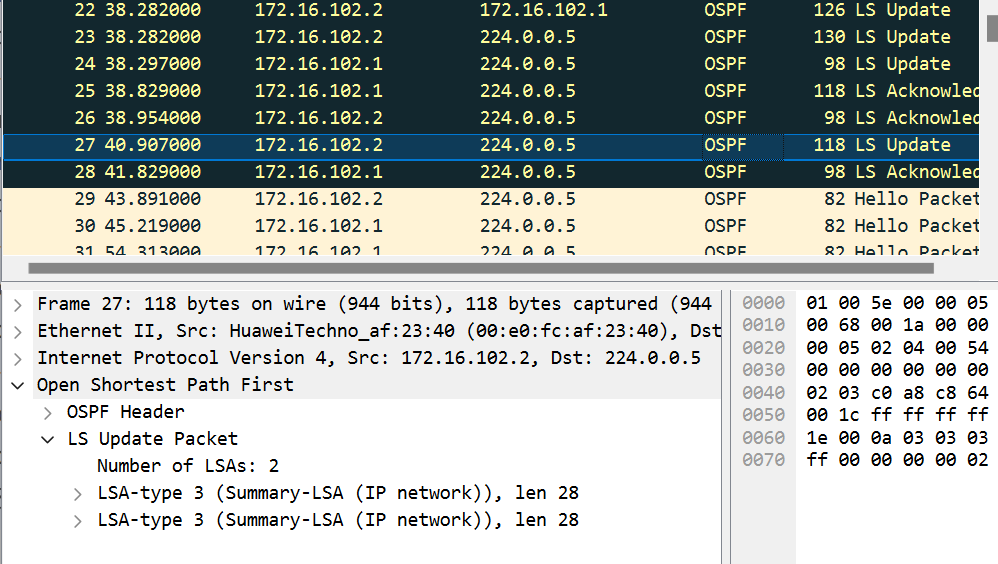 22 38.282000 172.16.102.2 172.16.102.1 OSPF 126 LS Update
23 38.282000 172.16.102.2 224.0.0.5 OSPF 130 LS Update
24 38.297000 172.16.102.1 224.0.0.5 OSPF 98 LS Update
25 38.829000 172.16.102.1 224.0.0.5 OSPF 118 LS Acknowled
26 38.954000 172.16.102.2 224.0.0.5 OSPF 98 LS Acknowled
27 40.907000 172.16.102.2 224.0.0.5 OSPF 118 LS Update
28 41.829000 172.16.102.1 224.0.0.5 OSPF 98 LS Acknowled
29 43.891000 172.16.102.2 224.0.0.5 OSPF 82 Hello Packet
30 45.219000 172.16.102.1 224.0.0.5 OSPF 82 Hello Packet
31 54.313000 172.16.102.1 224.0.0.5 OSPF 82 Hello Packet
Frame 27: 118 bytes on wire (944 bits), 118 bytes captured (944
Ethernet II, Src: HuaweiTechno_af:23:40 (00:e0:fc:af:23:40), Dst
Internet Protocol Version 4, Src: 172.16.102.2, Dst: 224.0.0.5
Open Shortest Path First
OSPF Header
LS Update Packet
Number of LSAs: 2
LSA-type 3 (Summary-LSA (IP network)), len 28
LSA-type 3 (Summary-LSA (IP network)), len 28
0000 01 00 5e 00 00 05
0010 00 68 00 1a 00 00
0020 00 05 02 04 00 54
0030 00 00 00 00 00 00
0040 02 03 c0 a8 c8 64
0050 00 1c ff ff ff ff
0060 1e 00 0a 03 03 03
0070 ff 00 00 00 00 02